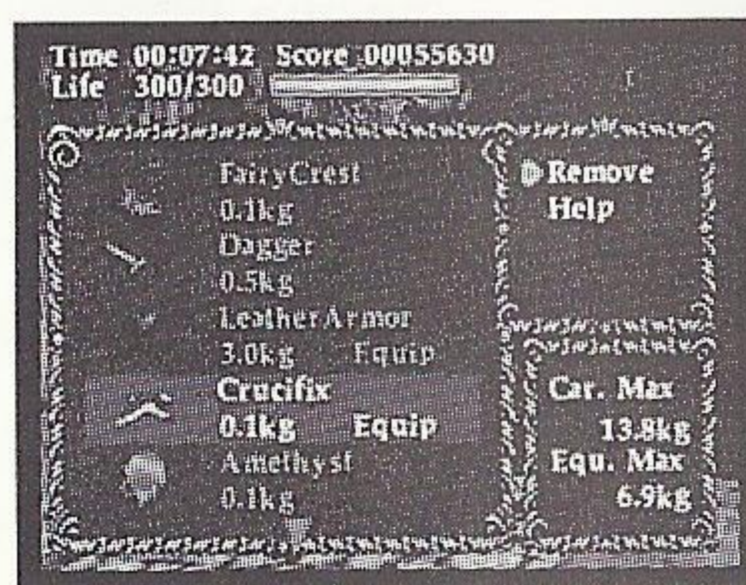 Time 00:07:42 Score 00055630
Life 300/300
FairyCrest
0.1kg
Dagger
0.5kg
LeatherArmor
3.0kg Equip
Crucifix
0.1kg Equip
Amethyst
0.1kg
Remove
Help
Car. Max
13.8kg
Equ. Max
6.9kg